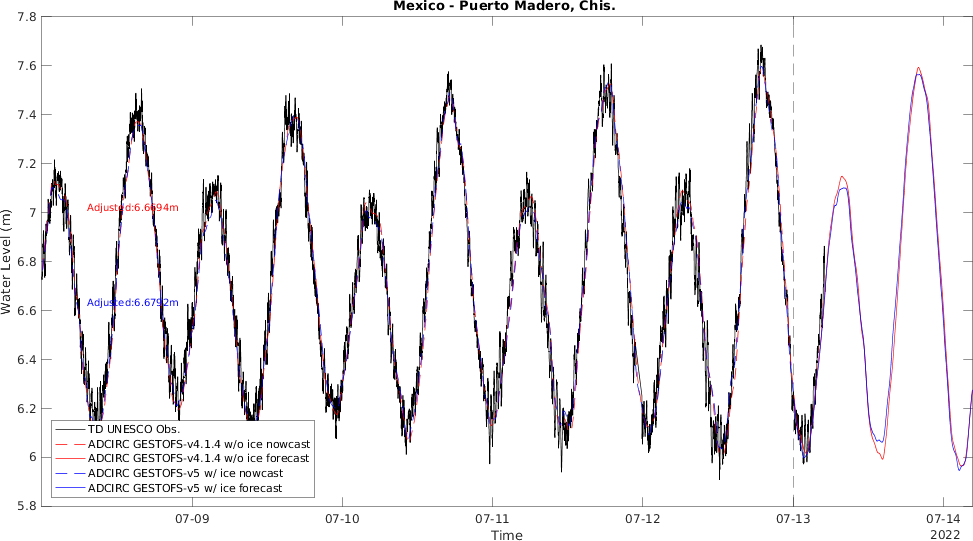 Mexico - Puerto Madero, Chis.
7.8
7.6
7.4
7.2
7
6.8
6.6
6.4
6.2
6
5.8
Water Level (m)
Adjusted:6.6694m
Adjusted:6.6792m
TD UNESCO Obs.
ADCIRC GESTOFS-v4.1.4 w/o ice nowcast
ADCIRC GESTOFS-v4.1.4 w/o ice forecast
ADCIRC GESTOFS-v5 w/ ice nowcast
ADCIRC GESTOFS-v5 w/ ice forecast
07-09 07-10 07-11 07-12 07-13 07-14
Time
2022